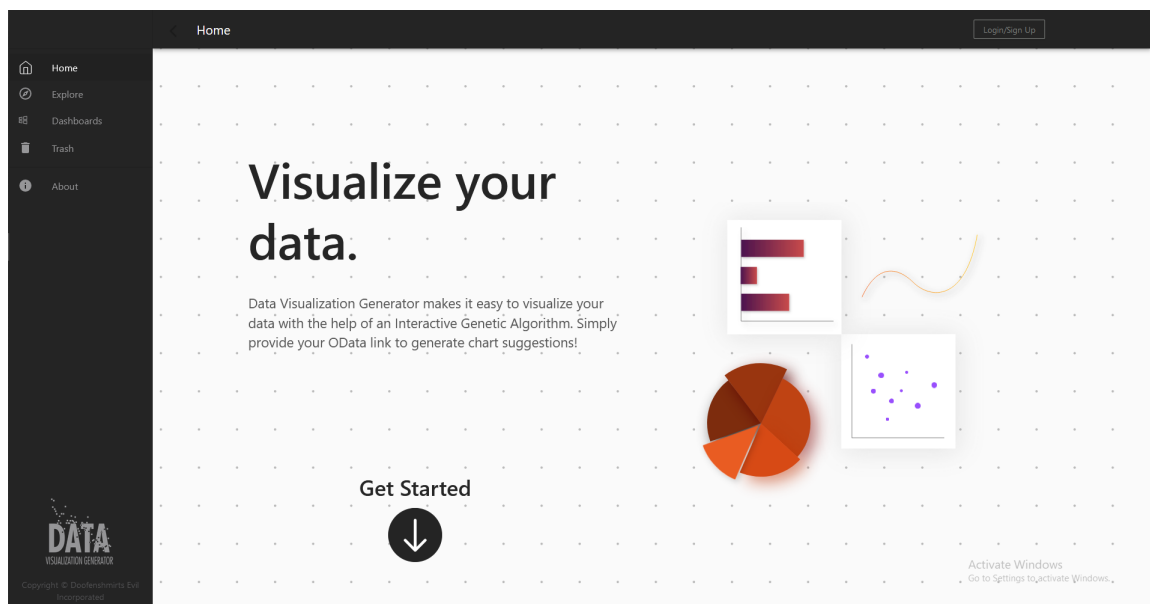 Home
Login/Sign Up
Home
Explore
Dashboards
Trash
About
Visualize your
data.
Data Visualization Generator makes it easy to visualize your
data with the help of an Interactive Genetic Algorithm. Simply
provide your OData link to generate chart suggestions!
Get Started
DATA
VISUALIZATION GENERATOR
Copyright © Doofenshmirts Evil
Incorporated
Activate Windows
Go to Settings to activate Windows.